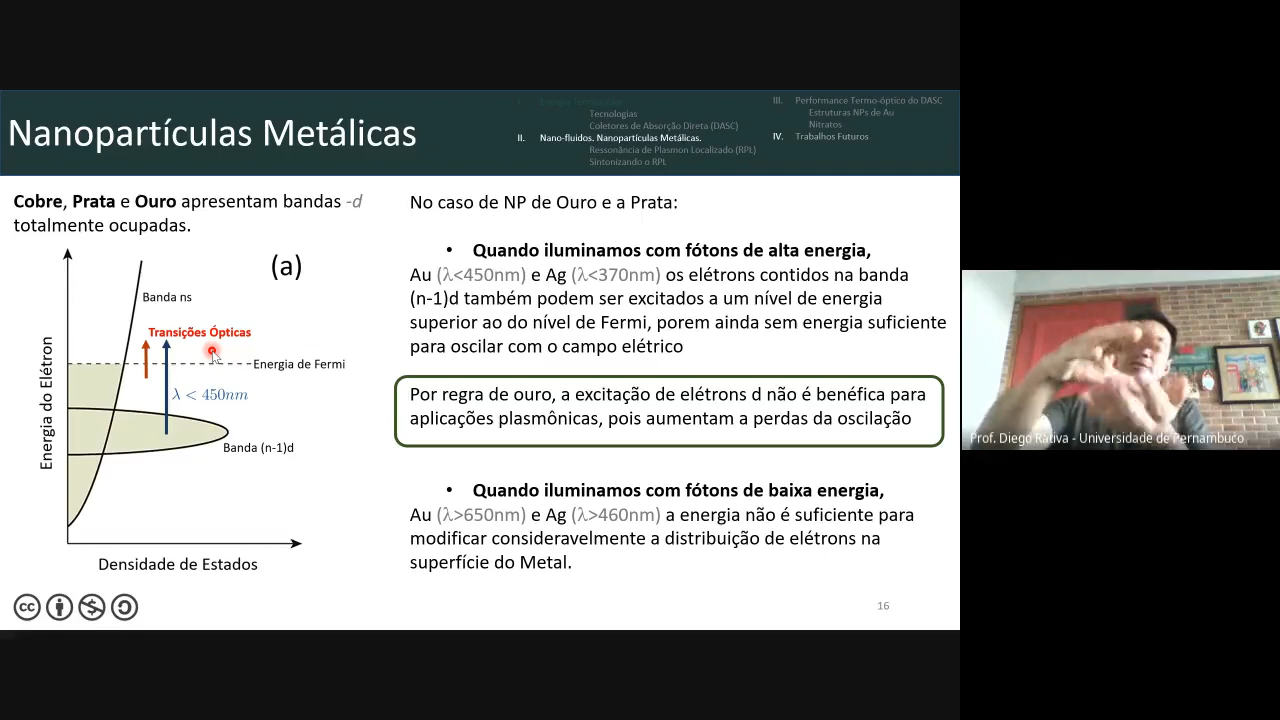 Nanopartículas Metálicas
I. Energia Termosolar
Tecnologias
Coletores de Absorção Direta (DASC)
II. Nano-fluidos. Nanopartículas Metálicas.
Ressonância de Plasmon Localizado (RPL)
Sintonizando o RPL
III. Performance Termo-óptico do DASC
Estruturas NPs de Au
Nitratos
IV. Trabalhos Futuros
Cobre, Prata e Ouro apresentam bandas -d
totalmente ocupadas.
(a)
Banda ns
Transições Ópticas
Energia de Fermi
λ < 450nm
Banda (n-1)d
Energia do Elétron
Densidade de Estados
No caso de NP de Ouro e a Prata:
• Quando iluminamos com fótons de alta energia,
Au (λ<450nm) e Ag (λ<370nm) os elétrons contidos na banda
(n-1)d também podem ser excitados a um nível de energia
superior ao do nível de Fermi, porem ainda sem energia suficiente
para oscilar com o campo elétrico
Por regra de ouro, a excitação de elétrons d não é benéfica para
aplicações plasmônicas, pois aumentam a perdas da oscilação
• Quando iluminamos com fótons de baixa energia,
Au (λ>650nm) e Ag (λ>460nm) a energia não é suficiente para
modificar consideravelmente a distribuição de elétrons na
superfície do Metal.
cc
16
Prof. Diego Rativa - Universidade de Pernambuco